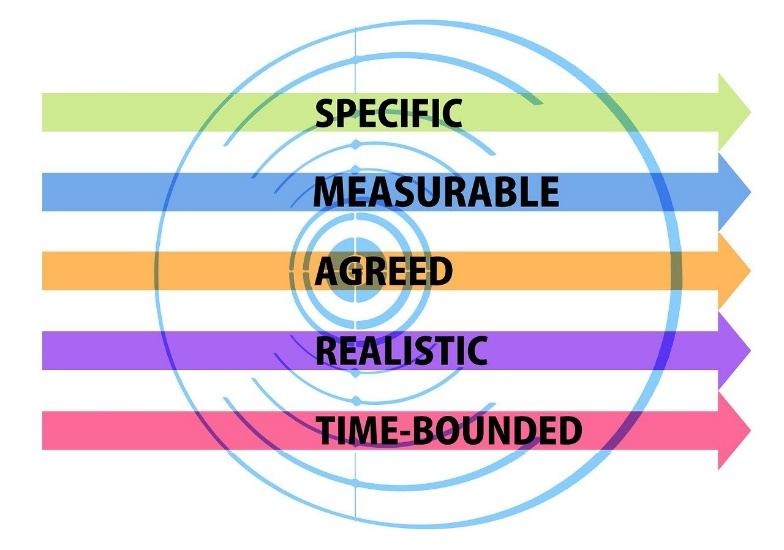 SPECIFIC
MEASURABLE
AGREED
REALISTIC
TIME-BOUNDED